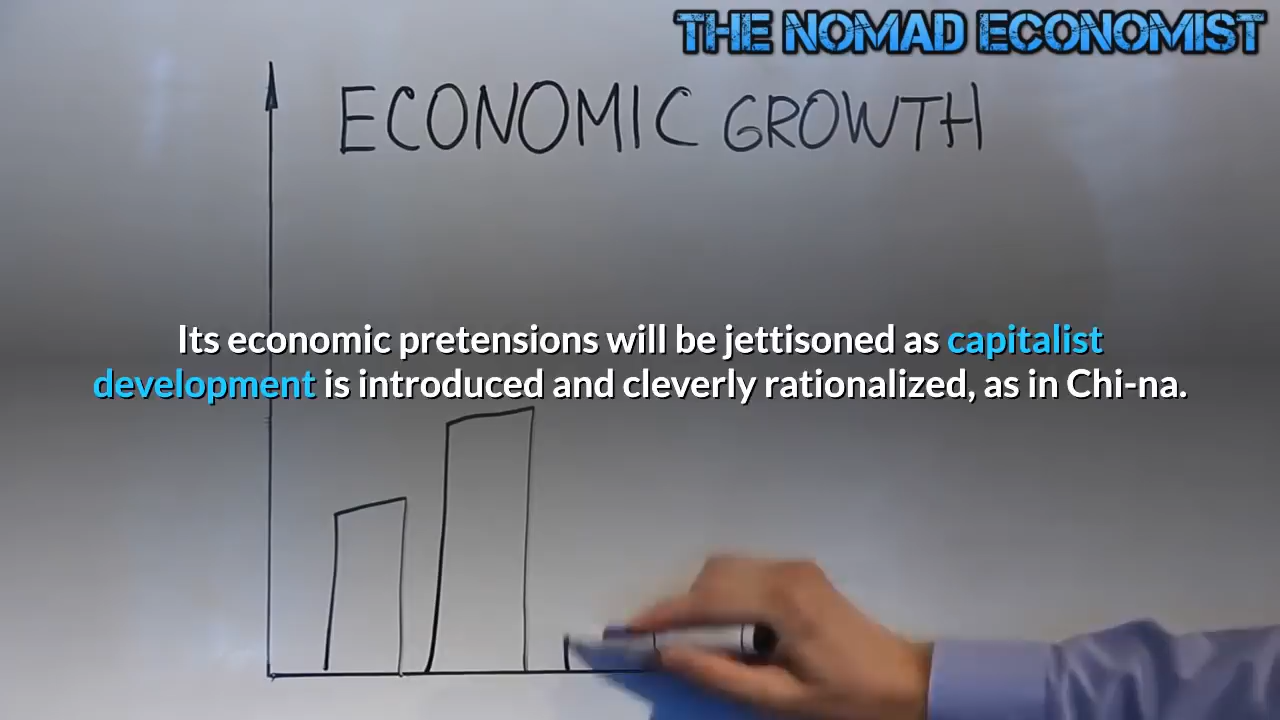 THE NOMAD ECONOMIST
ECONOMIC GROWTH
Its economic pretensions will be jettisoned as capitalist
development is introduced and cleverly rationalized, as in Chi-na.